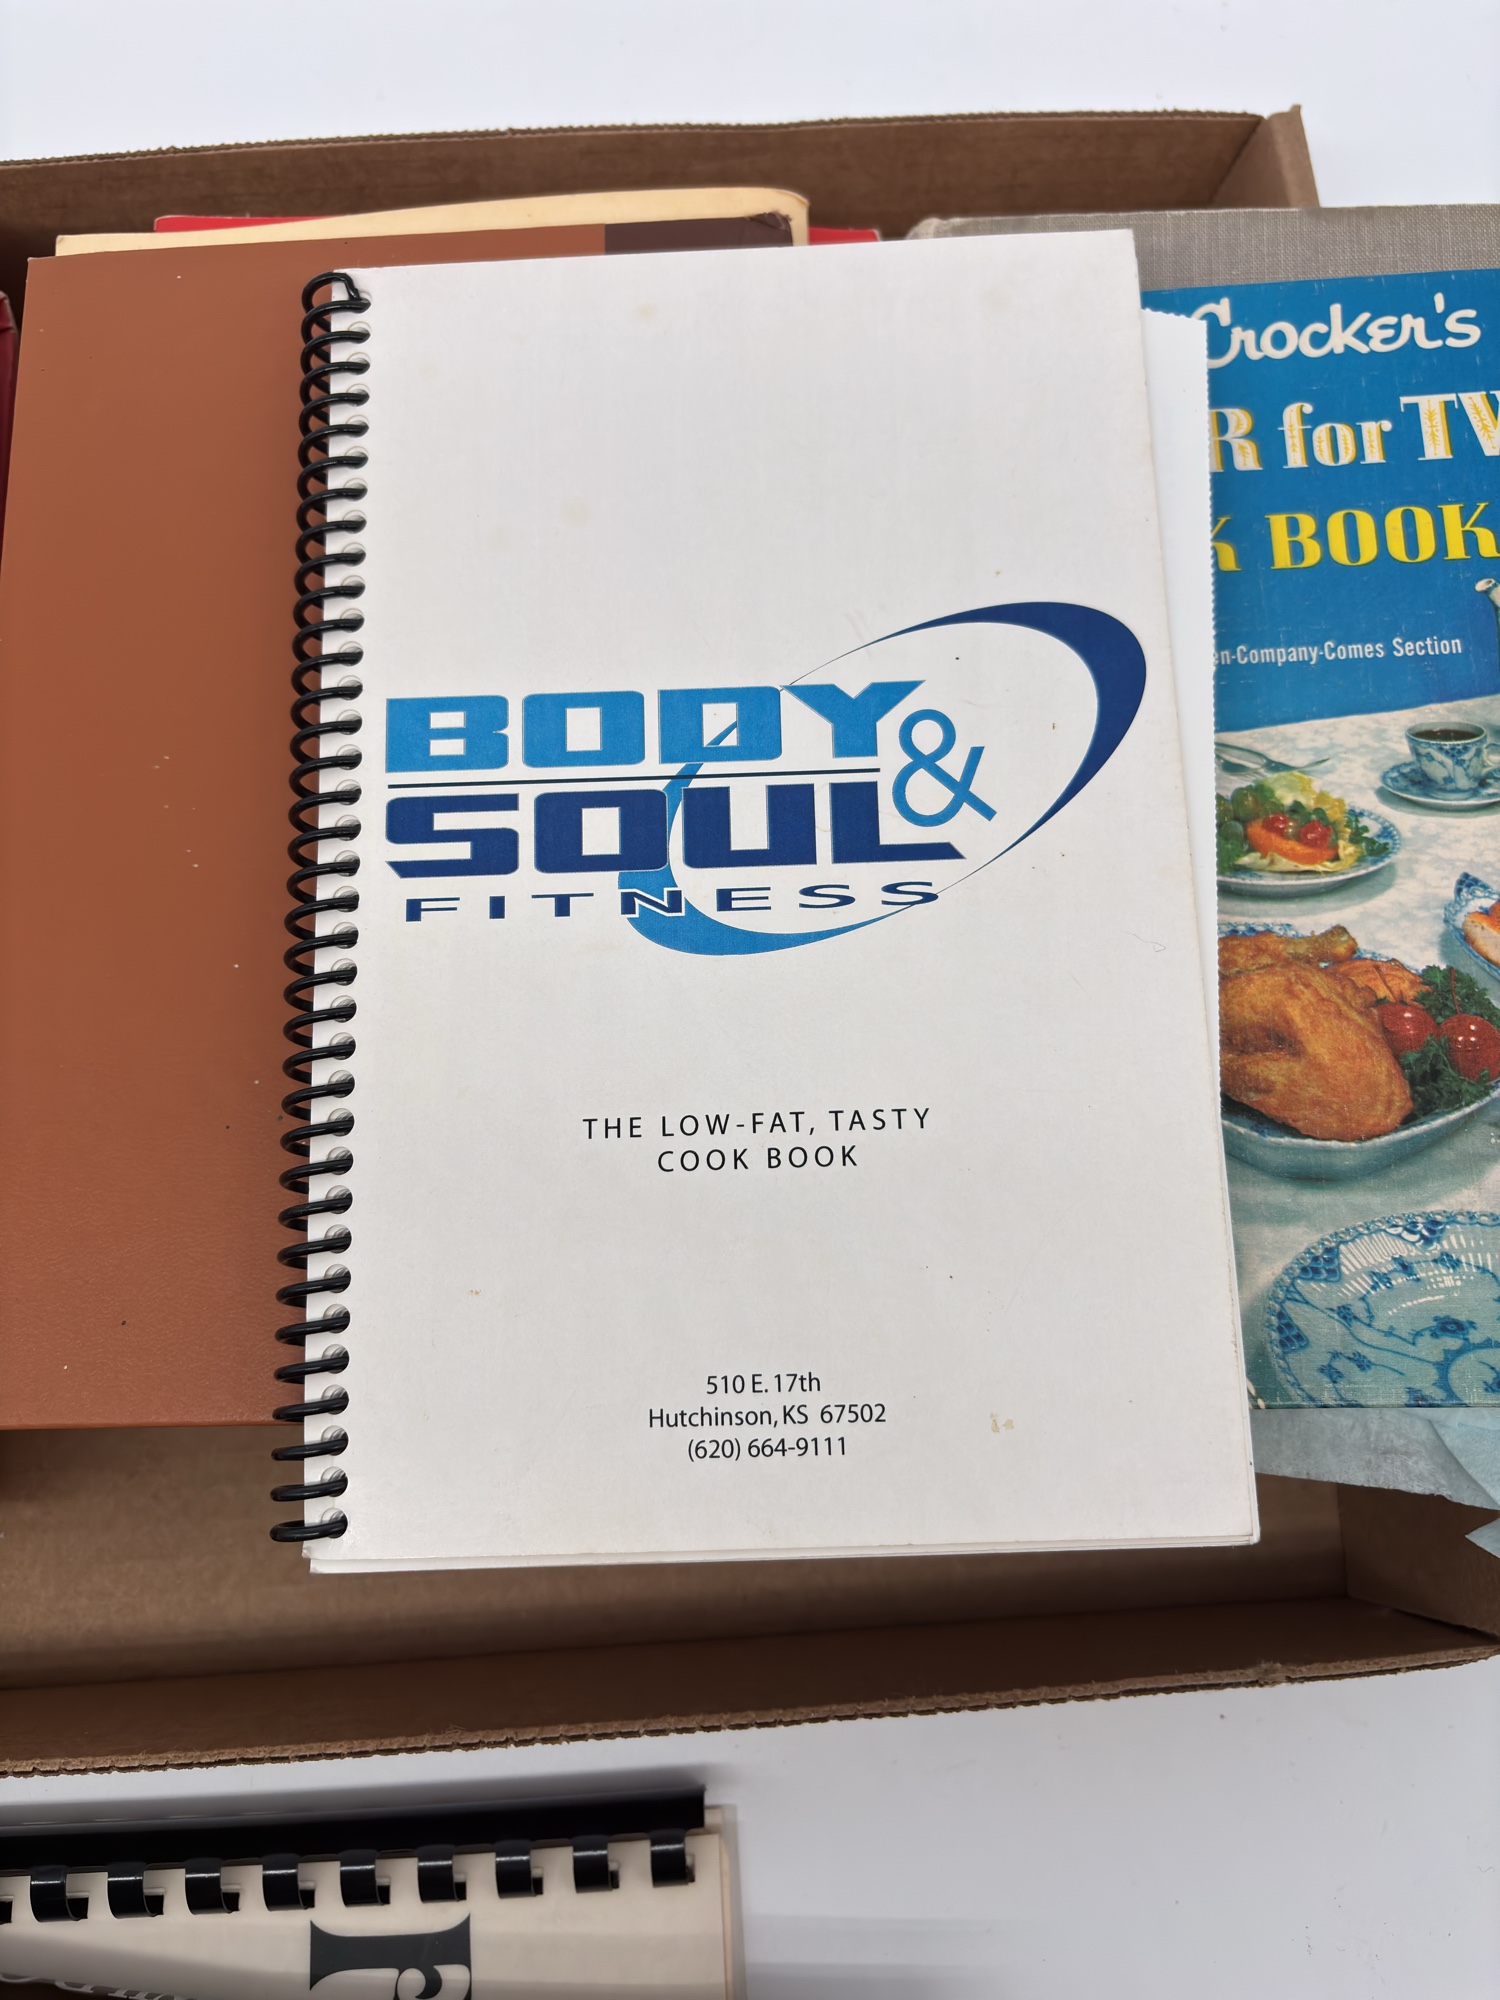 BODY &
SOUL
FITNESS
THE LOW-FAT, TASTY
COOK BOOK
510 E. 17th
Hutchinson, KS 67502
(620) 664-9111
Crocker's
R for TW
K BOOK
en-Company-Comes Section